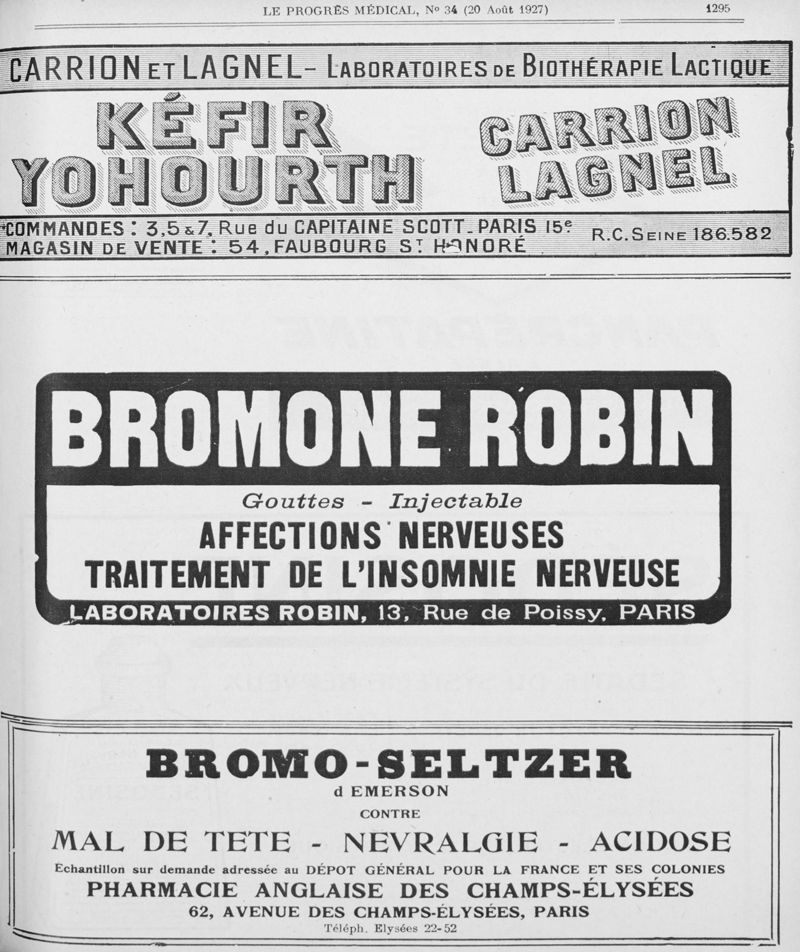 LE PROGRÈS MÉDICAL, No 34 (20 Août 1927) 1295
CARRION ET LAGNEL - LABORATOIRES DE BIOTHÉRAPIE LACTIQUE
KÉFIR
YOHOURTH
CARRION
LAGNEL
COMMANDES: 3,5 & 7, Rue du CAPITAINE SCOTT_PARIS 15e
MAGASIN DE VENTE: 54, FAUBOURG ST HONORÉ
R.C. SEINE 186.582
BROMONE ROBIN
Gouttes - Injectable
AFFECTIONS NERVEUSES
TRAITEMENT DE L'INSOMNIE NERVEUSE
LABORATOIRES ROBIN, 13, Rue de Poissy, PARIS
BROMO-SELTZER
d EMERSON
CONTRE
MAL DE TETE - NEVRALGIE - ACIDOSE
Echantillon sur demande adressée au DÉPOT GÉNÉRAL POUR LA FRANCE ET SES COLONIES
PHARMACIE ANGLAISE DES CHAMPS-ÉLYSÉES
62, AVENUE DES CHAMPS-ÉLYSÉES, PARIS
Téléph. Elysées 22-52